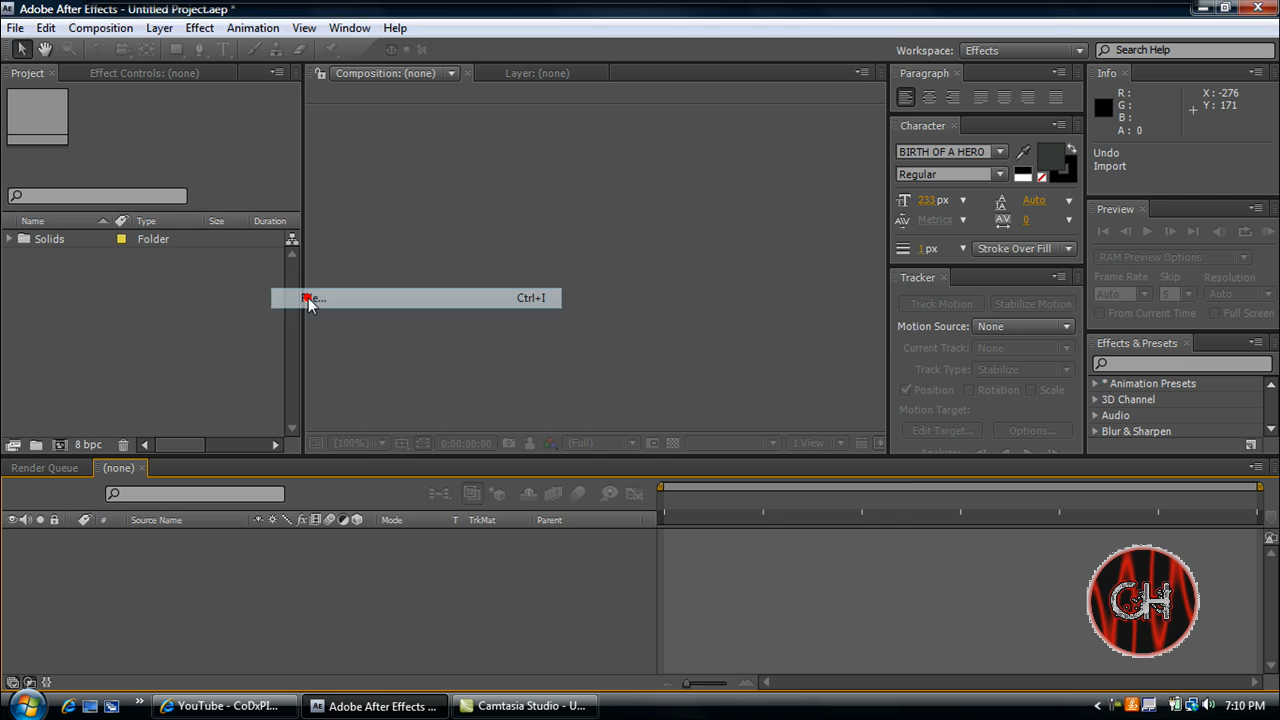 Adobe After Effects - Untitled Project.aep *
File Edit Composition Layer Effect Animation View Window Help
Workspace: Effects Search Help
Project Effect Controls: (none)
Composition: (none) Layer: (none)
Paragraph
Info
R :
G :
B :
A : 0
X : -276
Y : 171
Undo
Import
Character
BIRTH OF A HERO
Regular
233 px Auto
Metrics 0
1 px Stroke Over Fill
Preview
RAM Preview Options
Frame Rate Skip Resolution
Auto 5 Auto
From Current Time Full Screen
Tracker
Track Motion Stabilize Motion
Motion Source: None
Current Track: None
Track Type: Stabilize
Position Rotation Scale
Motion Target:
Edit Target... Options...
Effects & Presets
* Animation Presets
3D Channel
Audio
Blur & Sharpen
Name Type Size Duration
Solids Folder
Ctrl+I
8 bpc
(100%) 0:00:00:00 (Full) 1 View
Render Queue (none)
# Source Name Mode T TrkMat Parent
CH
YouTube - CoDxPI...
Adobe After Effects ...
Camtasia Studio - U...
7:10 PM